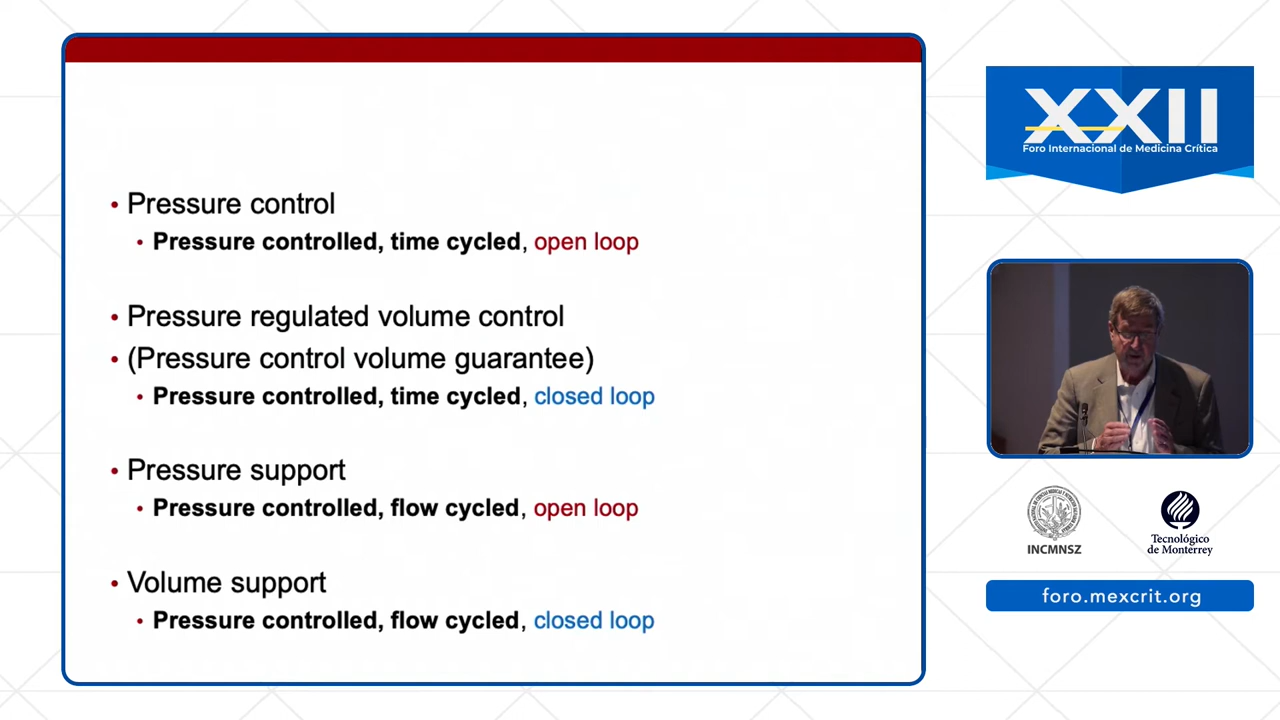 • Pressure control
• Pressure controlled, time cycled, open loop
• Pressure regulated volume control
• (Pressure control volume guarantee)
• Pressure controlled, time cycled, closed loop
• Pressure support
• Pressure controlled, flow cycled, open loop
• Volume support
• Pressure controlled, flow cycled, closed loop
XXII
Foro Internacional de Medicina Crítica
INCMNSZ
Tecnológico
de Monterrey
foro.mexcrit.org